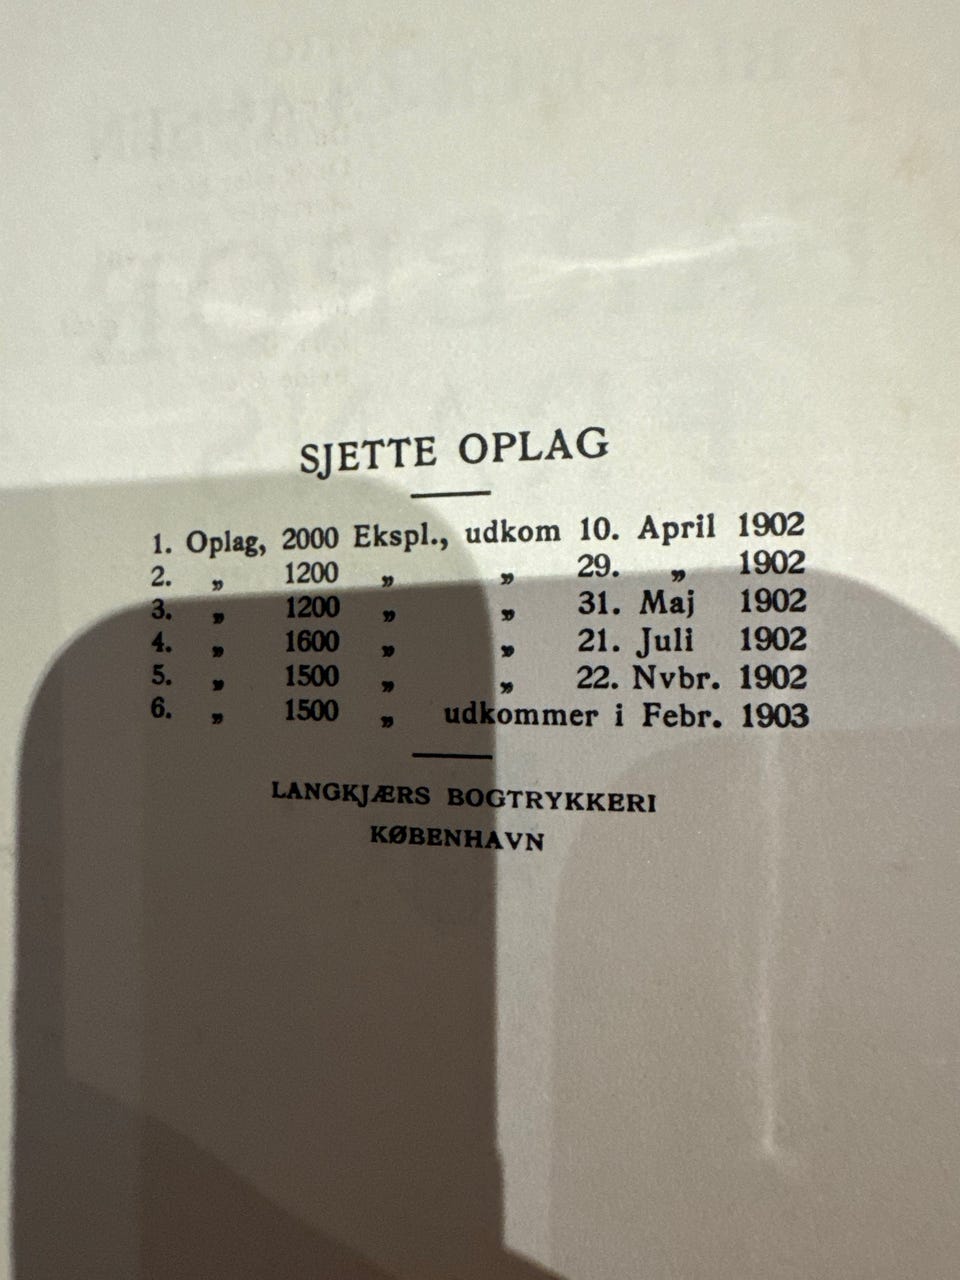 SJETTE OPLAG
1. Oplag, 2000 Ekspl., udkom 10. April 1902
2. „ 1200 „ „ 29. „ 1902
3. „ 1200 „ „ 31. Maj 1902
4. „ 1600 „ „ 21. Juli 1902
5. „ 1500 „ „ 22. Nvbr. 1902
6. „ 1500 „ udkommer i Febr. 1903
LANGKJÆRS BOGTRYKKERI
KØBENHAVN